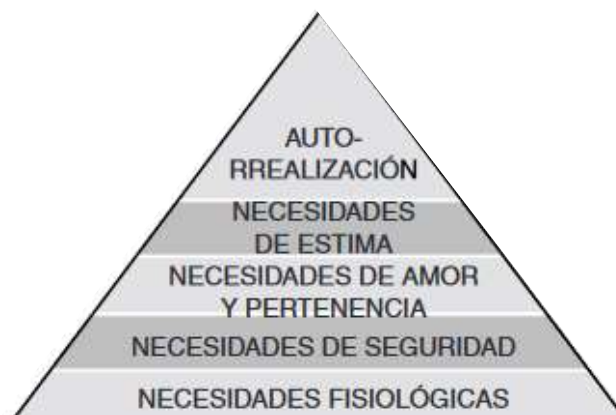 AUTO-
RREALIZACIÓN
NECESIDADES
DE ESTIMA
NECESIDADES DE AMOR
Y PERTENENCIA
NECESIDADES DE SEGURIDAD
NECESIDADES FISIOLÓGICAS